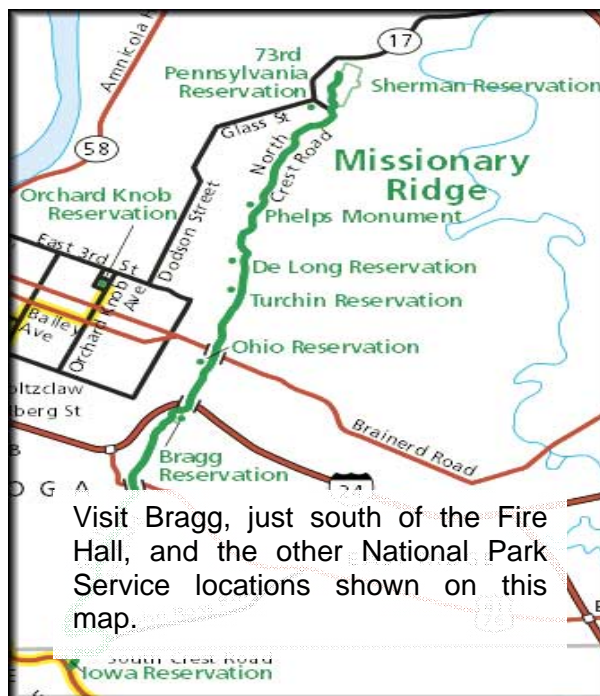 17
73rd
Pennsylvania
Reservation
Sherman Reservation
Amnicola H
Glass St
58
North
Crest Road
Missionary
Ridge
Orchard Knob
Reservation
Dodson Street
Phelps Monument
East 3rd St
De Long Reservation
Orchard Knob
Ave
Turchin Reservation
Bailey
Ave
Ohio Reservation
oltzclaw
berg St
Brainerd Road
Bragg
Reservation
O G A
24
Visit Bragg, just south of the Fire
Hall, and the other National Park
Service locations shown on this
map.
South Crest Road
Iowa Reservation